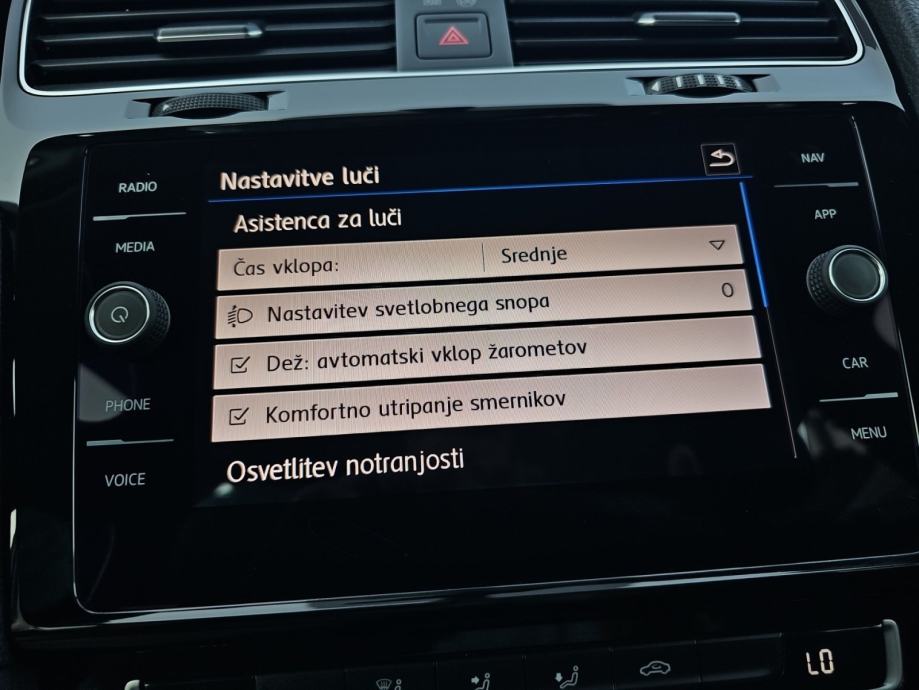 RADIO
MEDIA
PHONE
VOICE
Nastavitve luči
Asistenca za luči
Čas vklopa: Srednje
Nastavitev svetlobnega snopa 0
Dež: avtomatski vklop žarometov
Komfortno utripanje smernikov
Osvetlitev notranjosti
NAV
APP
CAR
MENU
LO